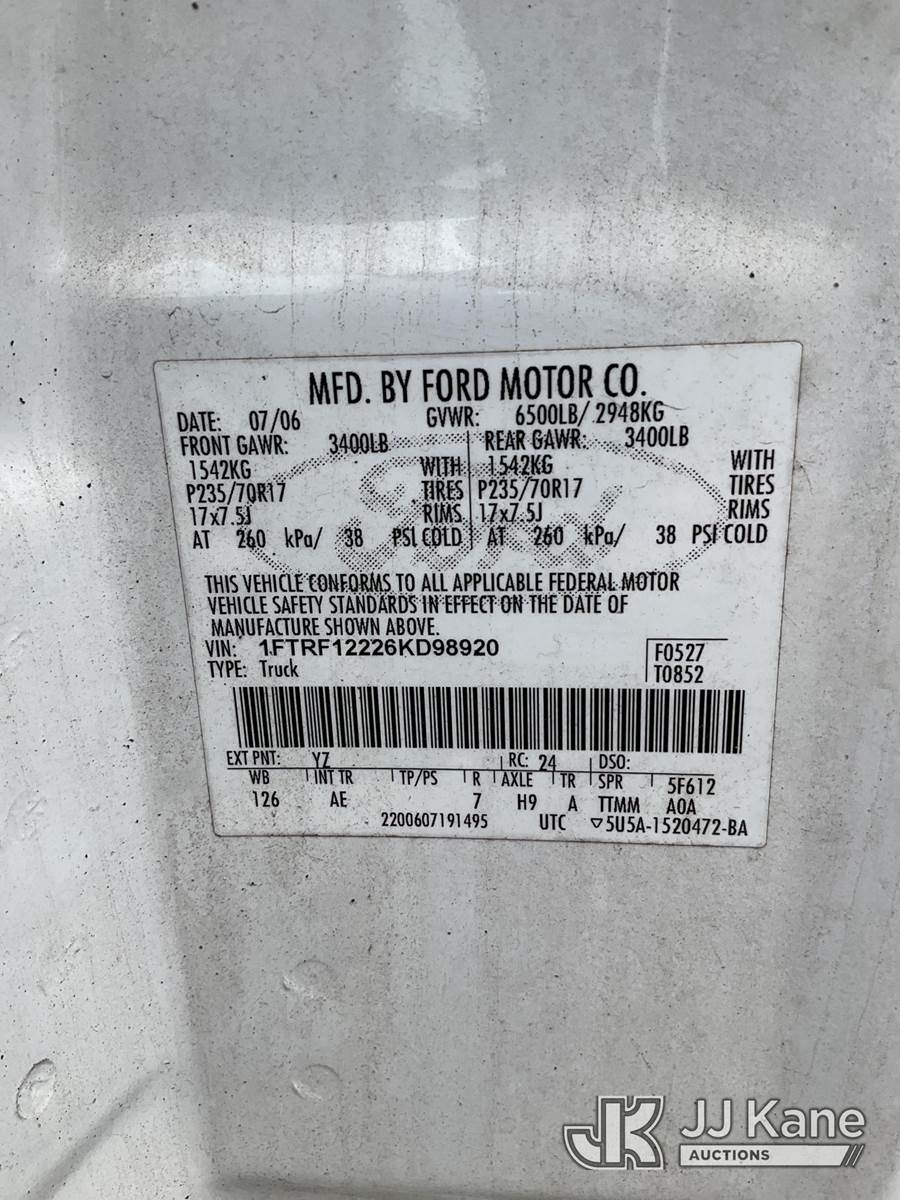 MFD. BY FORD MOTOR CO.
DATE: 07/06 GVWR: 6500LB/ 2948KG
FRONT GAWR: 3400LB REAR GAWR: 3400LB
1542KG WITH 1542KG WITH
P235/70R17 TIRES P235/70R17 TIRES
17x7.5J RIMS 17x7.5J RIMS
AT 260 kPa/ 38 PSI COLD AT 260 kPa/ 38 PSI COLD
Ford
THIS VEHICLE CONFORMS TO ALL APPLICABLE FEDERAL MOTOR
VEHICLE SAFETY STANDARDS IN EFFECT ON THE DATE OF
MANUFACTURE SHOWN ABOVE.
VIN: 1FTRF12226KD98920 F0527
TYPE: Truck T0852
EXT PNT: YZ RC: 24 DSO:
WB INT TR TP/PS R AXLE TR SPR 5F612
126 AE 7 H9 A TTMM A0A
2200607191495 UTC ▽5U5A-1520472-BA
JK JJ Kane
AUCTIONS